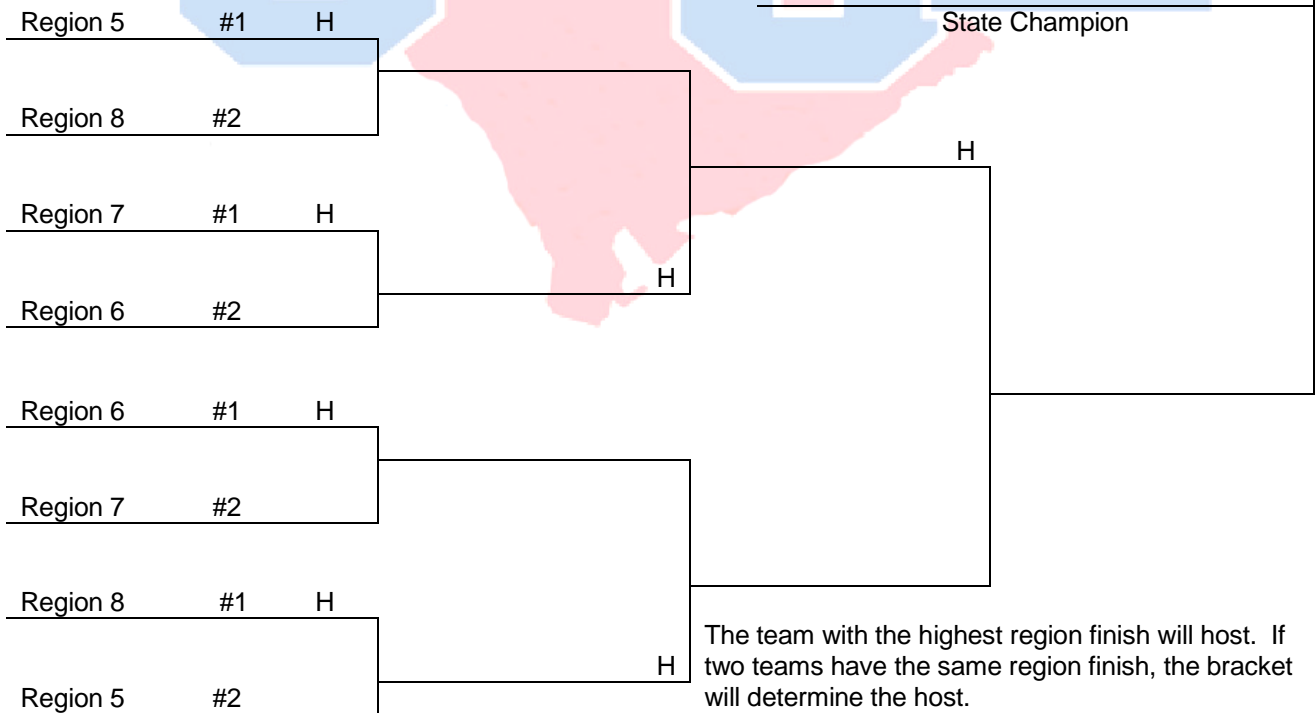 State Champion
Region 5 #1 H
Region 8 #2
H
Region 7 #1 H
H
Region 6 #2
Region 6 #1 H
Region 7 #2
Region 8 #1 H
The team with the highest region finish will host. If
H two teams have the same region finish, the bracket
Region 5 #2 will determine the host.